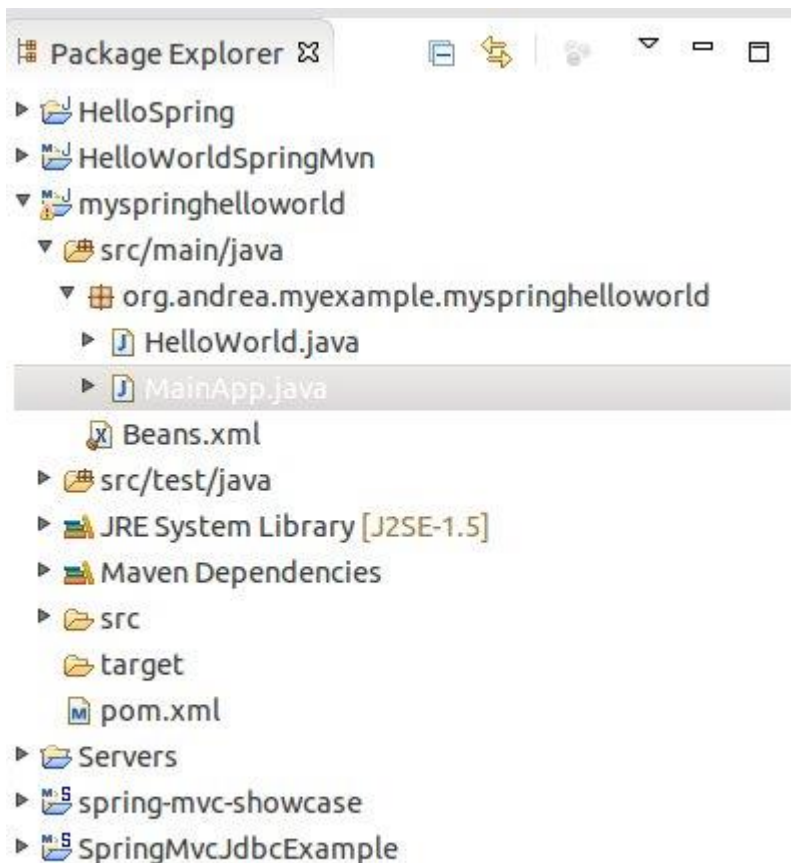 Package Explorer
HelloSpring
HelloWorldSpringMvn
myspringhelloworld
src/main/java
org.andrea.myexample.myspringhelloworld
HelloWorld.java
MainApp.java
Beans.xml
src/test/java
JRE System Library [J2SE-1.5]
Maven Dependencies
src
target
pom.xml
Servers
spring-mvc-showcase
SpringMvcJdbcExample